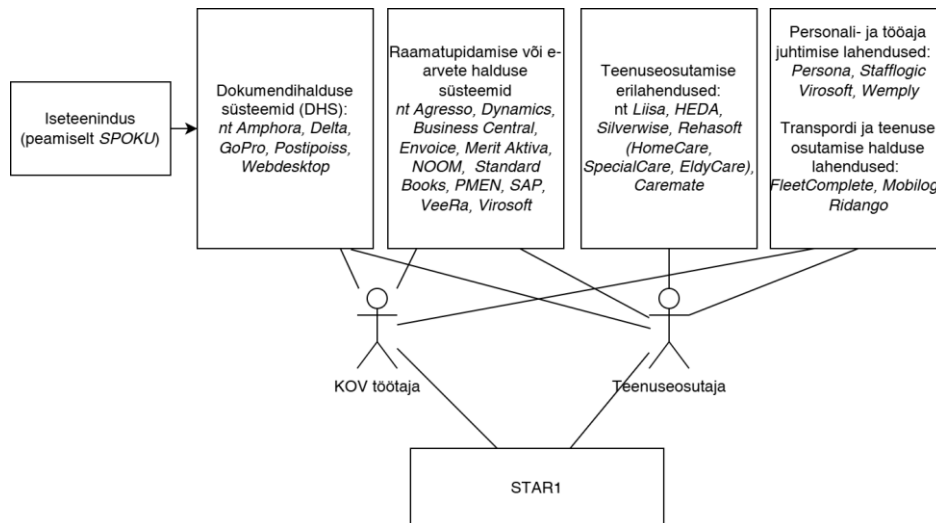 Iseteenindus
(peamiselt SPOKU)
Dokumendihalduse
süsteemid (DHS):
nt Amphora, Delta,
GoPro, Postipoiss,
Webdesktop
Raamatupidamise või e-
arvete halduse
süsteemid
nt Agresso, Dynamics,
Business Central,
Envoice, Merit Aktiva,
NOOM, Standard
Books, PMEN, SAP,
VeeRa, Virosoft
Teenuseosutamise
erilahendused:
nt Liisa, HEDA,
Silverwise, Rehasoft
(HomeCare,
SpecialCare, EldyCare),
Caremate
Personali- ja tööaja
juhtimise lahendused:
Persona, Stafflogic
Virosoft, Wemply
Transpordi ja teenuse
osutamise halduse
lahendused:
FleetComplete, Mobilog
Ridango
KOV töötaja
Teenuseosutaja
STAR1